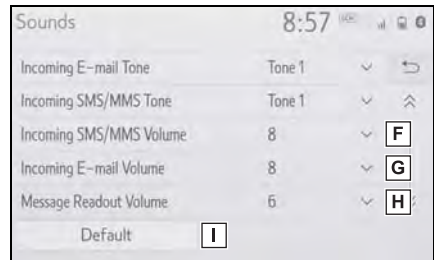 Sounds 8:57
Incoming E-mail Tone Tone 1
Incoming SMS/MMS Tone Tone 1
Incoming SMS/MMS Volume 8 F
Incoming E-mail Volume 8 G
Message Readout Volume 6 H
Default I